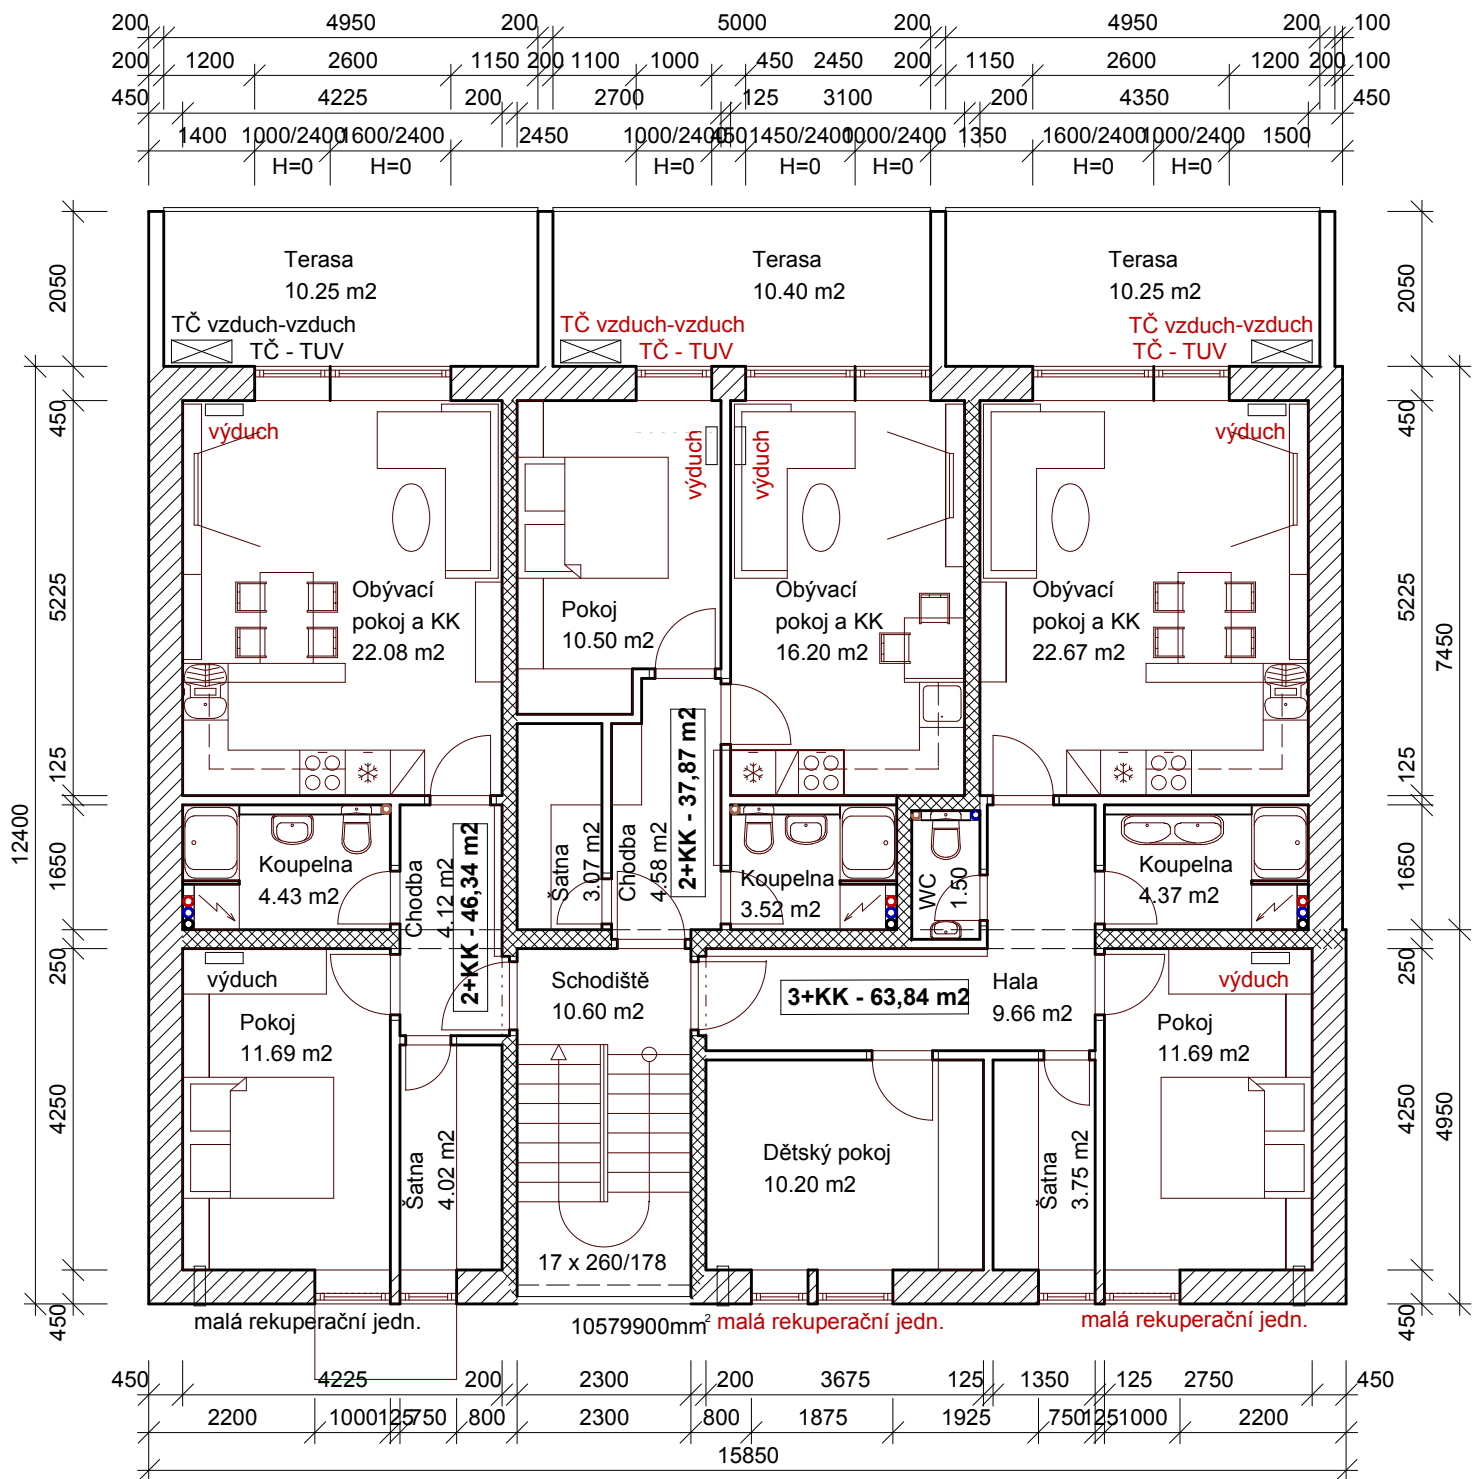 200 4950 200 5000 200 4950 200 100
200 1200 2600 1150 200 1100 1000 450 2450 200 1150 2600 1200 200 100
450 4225 200 2700 125 3100 200 4350 450
1400 1000/2400 1600/2400 2450 1000/2400 450 1450/2400 1000/2400 1350 1600/2400 1000/2400 1500
H=0 H=0 H=0 H=0 H=0 H=0 H=0
Terasa
10.25 m2
Terasa
10.40 m2
Terasa
10.25 m2
TČ vzduch-vzduch
TČ - TUV
TČ vzduch-vzduch
TČ - TUV
TČ vzduch-vzduch
TČ - TUV
2050
450
5225
125
1650
250
4250
450
12400
2050
450
5225
125
1650
250
4250
450
7450
4950
výduch
výduch
výduch
výduch
Obývací
pokoj a KK
22.08 m2
Pokoj
10.50 m2
Obývací
pokoj a KK
16.20 m2
Obývací
pokoj a KK
22.67 m2
Koupelna
4.43 m2
Chodba
4.12 m2
2+KK - 46,34 m2
Šatna
3.07 m2
Chodba
4.58 m2
2+KK - 37,87 m2
Koupelna
3.52 m2
WC
1.50
Koupelna
4.37 m2
výduch
Pokoj
11.69 m2
Schodiště
10.60 m2
3+KK - 63,84 m2
Hala
9.66 m2
výduch
Pokoj
11.69 m2
Šatna
4.02 m2
17 x 260/178
Dětský pokoj
10.20 m2
Šatna
3.75 m2
malá rekuperační jedn.
10579900mm²
malá rekuperační jedn.
malá rekuperační jedn.
450 4225 200 2300 200 3675 125 1350 125 2750 450
2200 1000 125 750 800 2300 800 1875 1925 750 125 1000 2200
15850